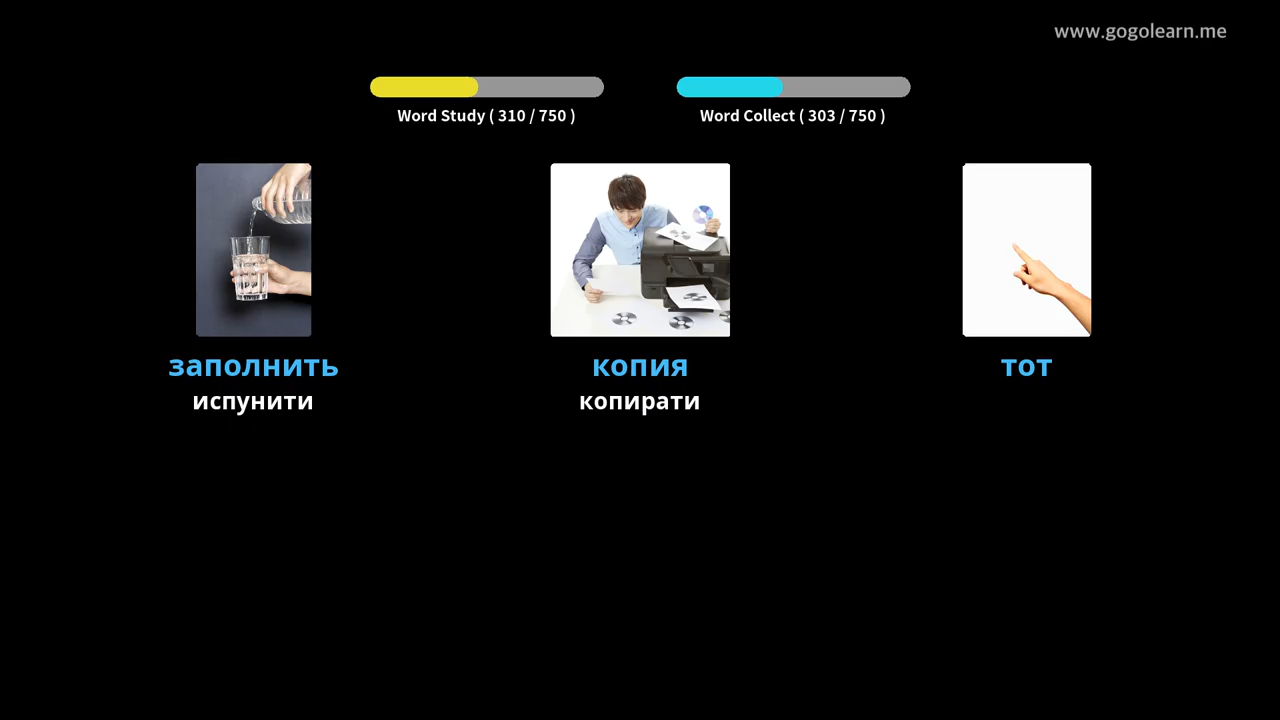 www.gogolearn.me
Word Study ( 310 / 750 )
Word Collect ( 303 / 750 )
заполнить
испунити
копия
копирати
тот